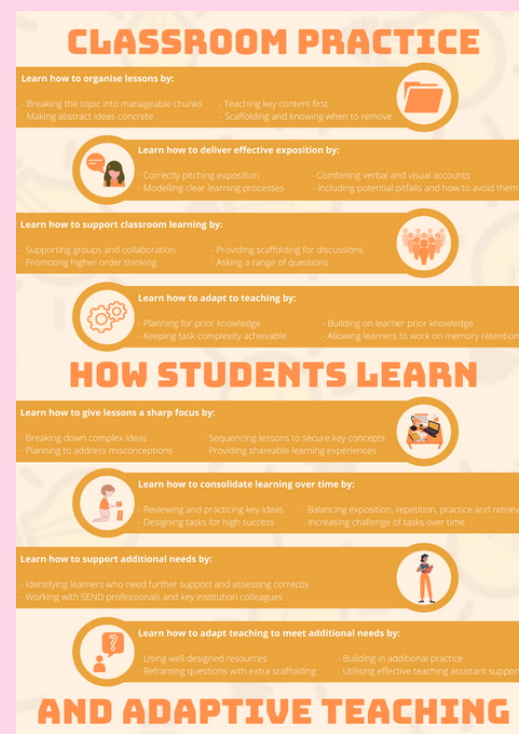 CLASSROOM PRACTICE
Learn how to organise lessons by:
- Breaking the topic into manageable chunks - Teaching key content first
- Making abstract ideas concrete - Scaffolding and knowing when to remove
Learn how to deliver effective exposition by:
- Correctly pitching exposition - Combining verbal and visual accounts
- Modelling clear learning processes - Including potential pitfalls and how to avoid them
Learn how to support classroom learning by:
- Supporting groups and collaboration - Providing scaffolding for discussions
- Promoting higher order thinking - Asking a range of questions
Learn how to adapt to teaching by:
- Planning for prior knowledge - Building on learner prior knowledge
- Keeping task complexity achievable - Allowing learners to work on memory retention
HOW STUDENTS LEARN
Learn how to give lessons a sharp focus by:
- Breaking down complex ideas - Sequencing lessons to secure key concepts
- Planning to address misconceptions - Providing shareable learning experiences
Learn how to consolidate learning over time by:
- Reviewing and practicing key ideas - Balancing exposition, repetition, practice and retriev
- Designing tasks for high success - Increasing challenge of tasks over time
Learn how to support additional needs by:
- Identifying learners who need further support and assessing correctly
- Working with SEND professionals and key institution colleagues
?
Learn how to adapt teaching to meet additional needs by:
- Using well designed resources - Building in additional practice
- Reframing questions with extra scaffolding - Utilising effective teaching assistant support
AND ADAPTIVE TEACHING